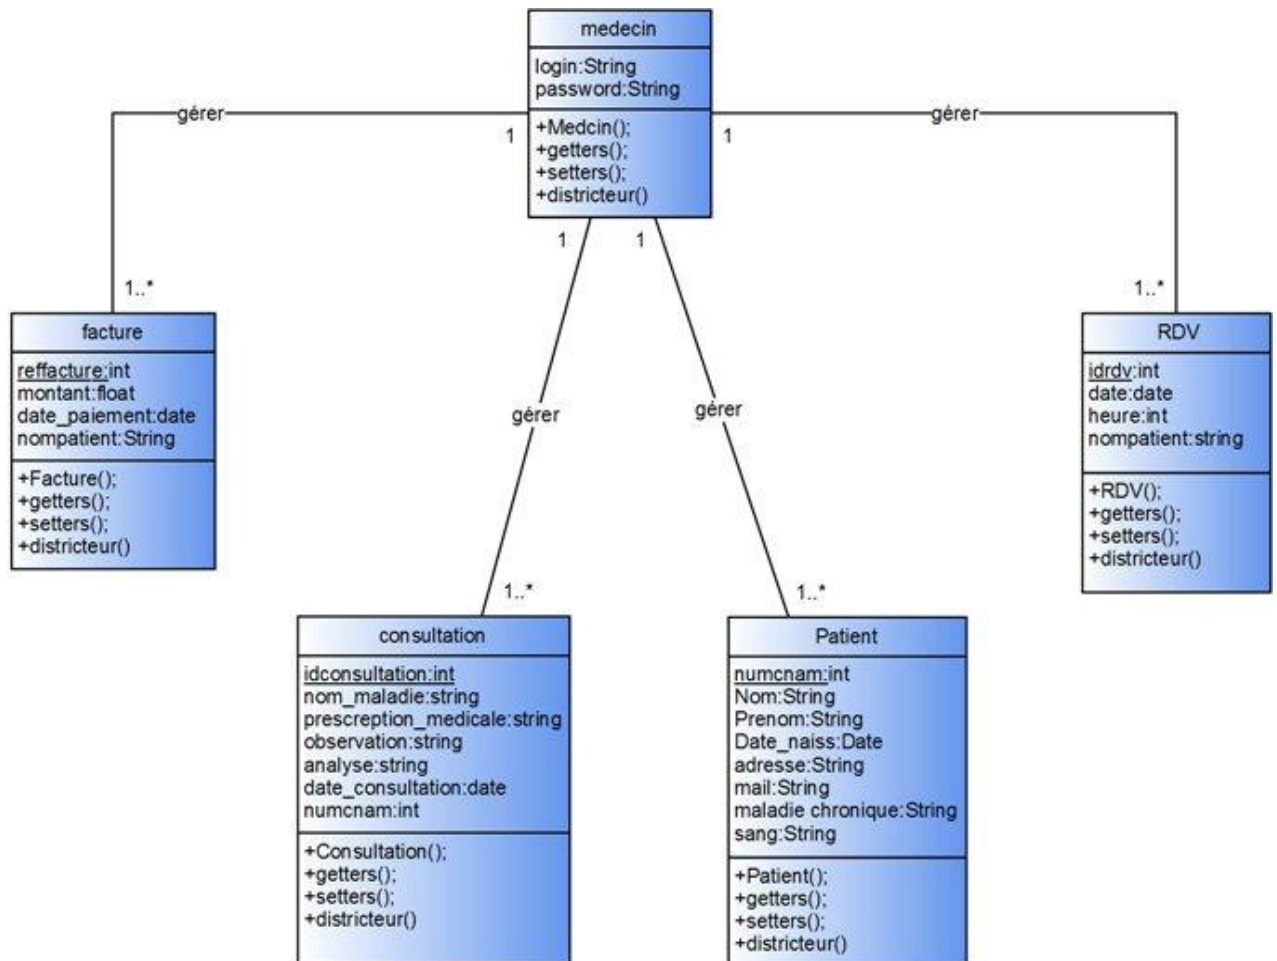 medecin
login:String
password:String
+Medcin();
+getters();
+setters();
+districteur()
gérer
gérer
1
1
1
1
1..*
1..*
facture
reffacture:int
montant:float
date_paiement:date
nompatient:String
+Facture();
+getters();
+setters();
+districteur()
RDV
idrdv:int
date:date
heure:int
nompatient:string
+RDV();
+getters();
+setters();
+districteur()
gérer
gérer
1..*
1..*
consultation
idconsultation:int
nom_maladie:string
prescreption_medicale:string
observation:string
analyse:string
date_consultation:date
numcnam:int
+Consultation();
+getters();
+setters();
+districteur()
Patient
numcnam:int
Nom:String
Prenom:String
Date_naiss:Date
adresse:String
mail:String
maladie chronique:String
sang:String
+Patient();
+getters();
+setters();
+districteur()